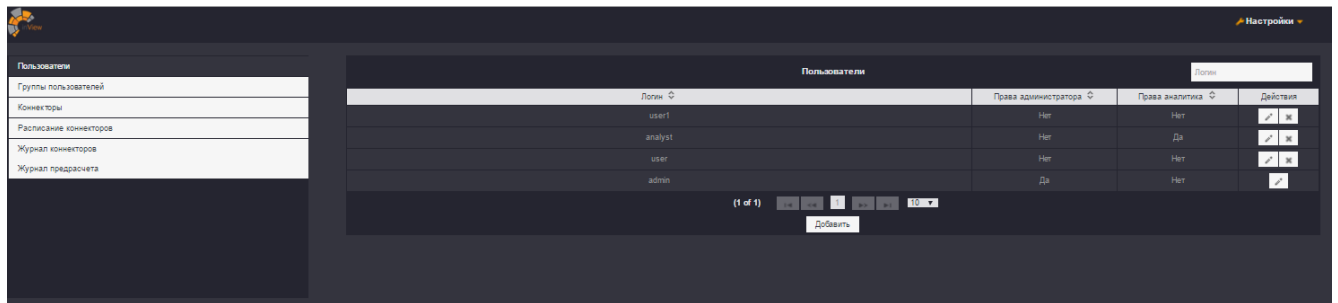 Настройки
Пользователи
Группы пользователей
Коннекторы
Расписание коннекторов
Журнал коннекторов
Журнал предрасчета
Пользователи Логин
Логин Права администратора Права аналитика Действия
user1 Нет Нет
analyst Нет Да
user Нет Нет
admin Да Нет
(1 of 1) 1 10
Добавить